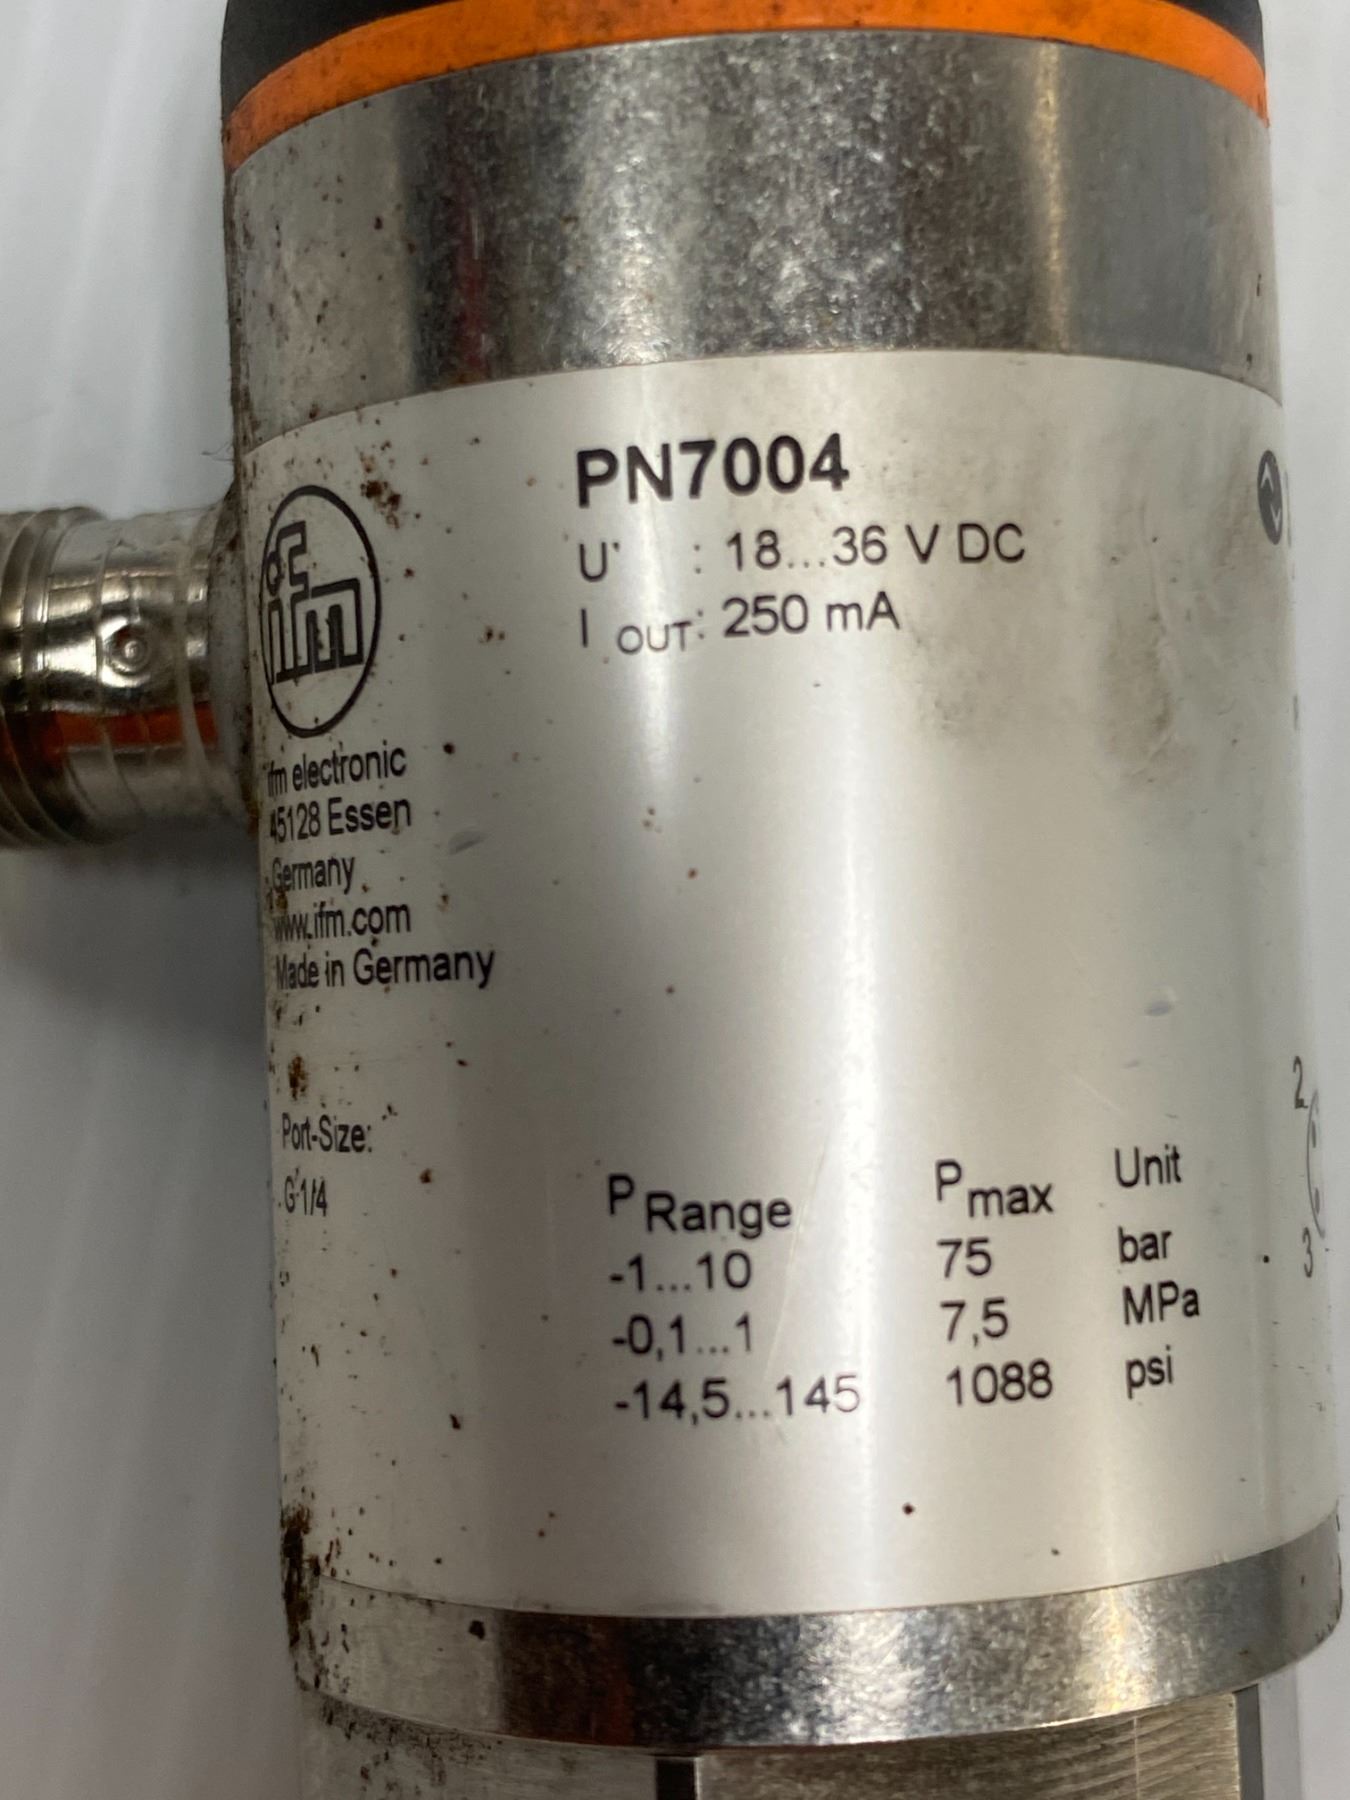 PN7004
U : 18...36 V DC
I OUT: 250 mA
ifm
ifm electronic
45128 Essen
Germany
www.ifm.com
Made in Germany
Port-Size:
G 1/4
P Range P max Unit
-1...10 75 bar
-0,1...1 7,5 MPa
-14,5...145 1088 psi
2
3